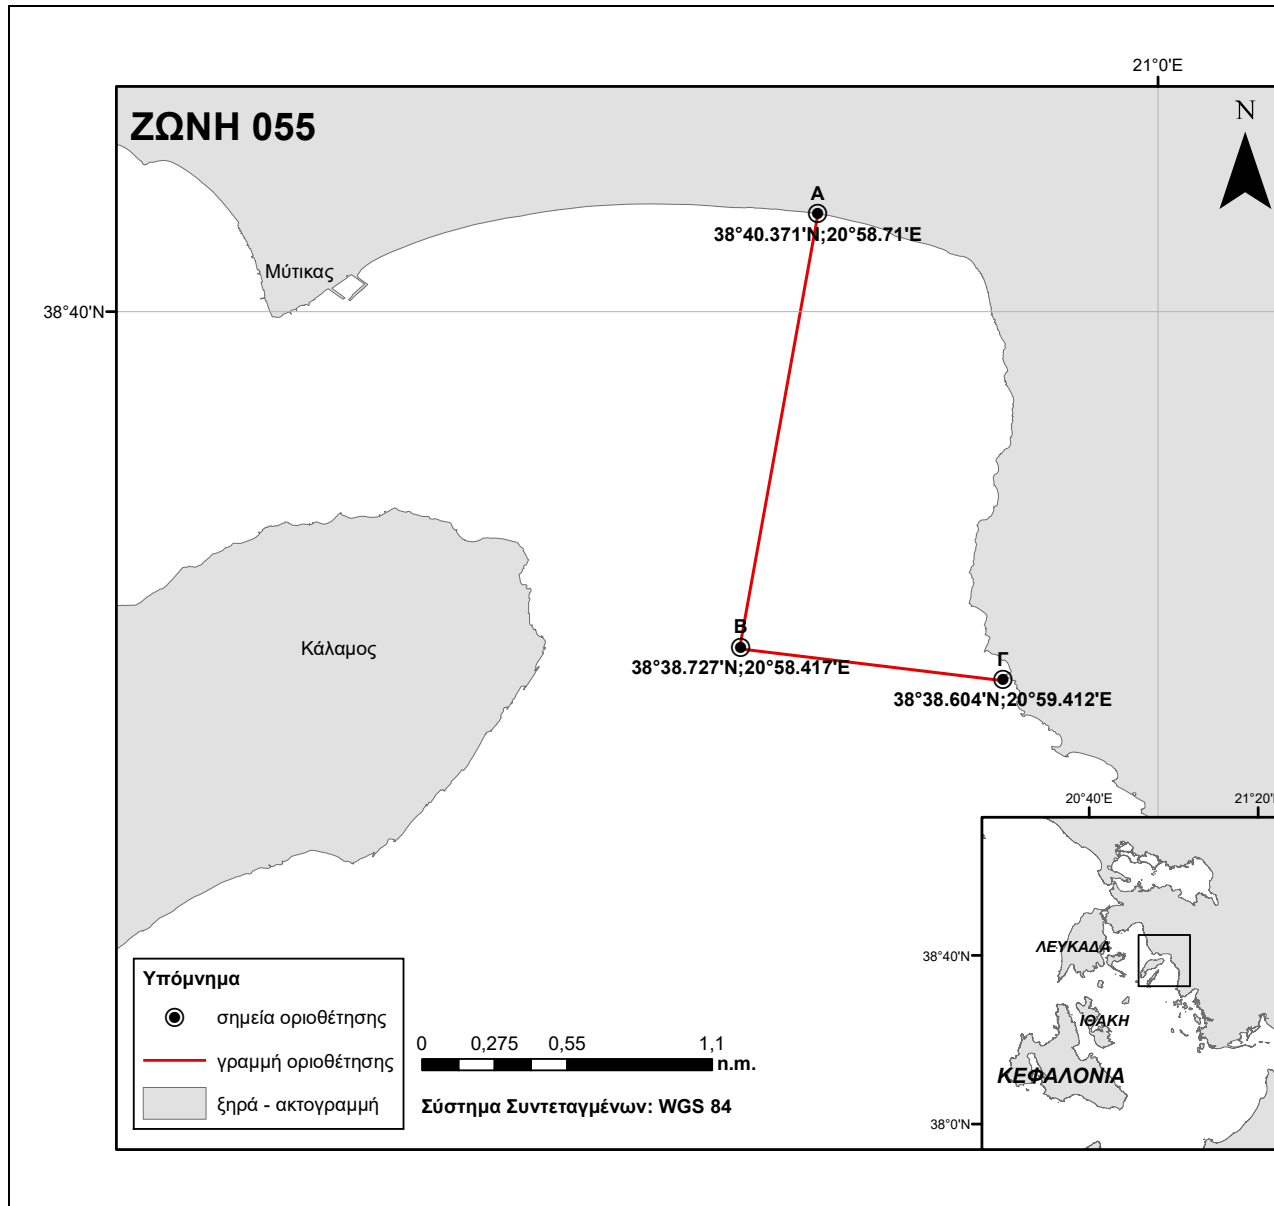 21°0'E
ΖΩΝΗ 055
N
A
38°40.371'N;20°58.71'E
Μύτικας
38°40'N
B
38°38.727'N;20°58.417'E
Κάλαμος
Γ
38°38.604'N;20°59.412'E
20°40'E
21°20'
ΛΕΥΚΑΔΑ
38°40'N
ΙΘΑΚΗ
ΚΕΦΑΛΟΝΙΑ
38°0'N
Υπόμνημα
σημεία οριοθέτησης
γραμμή οριοθέτησης
ξηρά - ακτογραμμή
0 0,275 0,55 1,1
n.m.
Σύστημα Συντεταγμένων: WGS 84